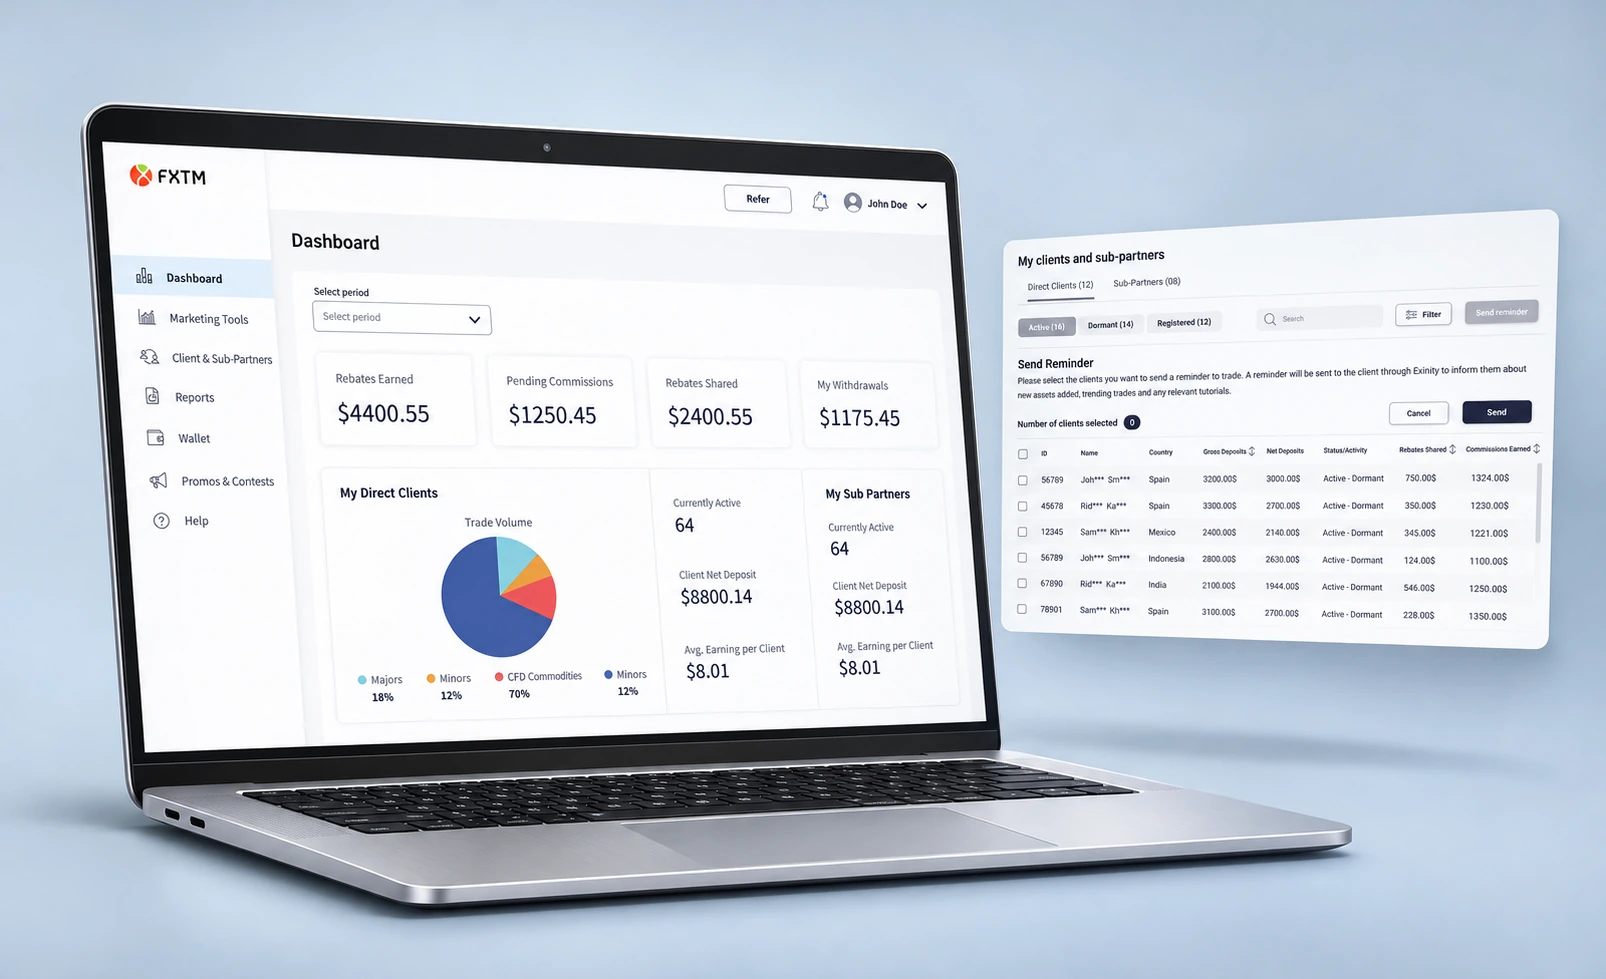 FXTM
Refer
John Doe
Dashboard
Marketing Tools
Client & Sub-Partners
Reports
Wallet
Promos & Contests
Help
Dashboard
Select period
Select period
Rebates Earned
$4400.55
Pending Commissions
$1250.45
Rebates Shared
$2400.55
My Withdrawals
$1175.45
My Direct Clients
Trade Volume
Majors
18%
Minors
12%
CFD Commodities
70%
Minors
12%
Currently Active
64
Client Net Deposit
$8800.14
Avg. Earning per Client
$8.01
My Sub Partners
Currently Active
64
Client Net Deposit
$8800.14
Avg. Earning per Client
$8.01
My clients and sub-partners
Direct Clients (12) Sub-Partners (08)
Active (16) Dormant (14) Registered (12) Search Filter Send reminder
Send Reminder
Please select the clients you want to send a reminder to trade. A reminder will be sent to the client through Exinity to inform them about
new assets added, trending trades and any relevant tutorials.
Number of clients selected 0 Cancel Send
ID Name Country Gross Deposits Net Deposits Status/Activity Rebates Shared Commissions Earned
56789 Joh*** Sm*** Spain 3200.00$ 3000.00$ Active - Dormant 750.00$ 1324.00$
45678 Rid*** Ka*** Spain 3300.00$ 2700.00$ Active - Dormant 350.00$ 1230.00$
12345 Sam*** Kh*** Mexico 2400.00$ 2140.00$ Active - Dormant 345.00$ 1221.00$
56789 Joh*** Sm*** Indonesia 2800.00$ 2630.00$ Active - Dormant 124.00$ 1100.00$
67890 Rid*** Ka*** India 2100.00$ 1944.00$ Active - Dormant 546.00$ 1250.00$
78901 Sam*** Kh*** Spain 3100.00$ 2700.00$ Active - Dormant 228.00$ 1350.00$